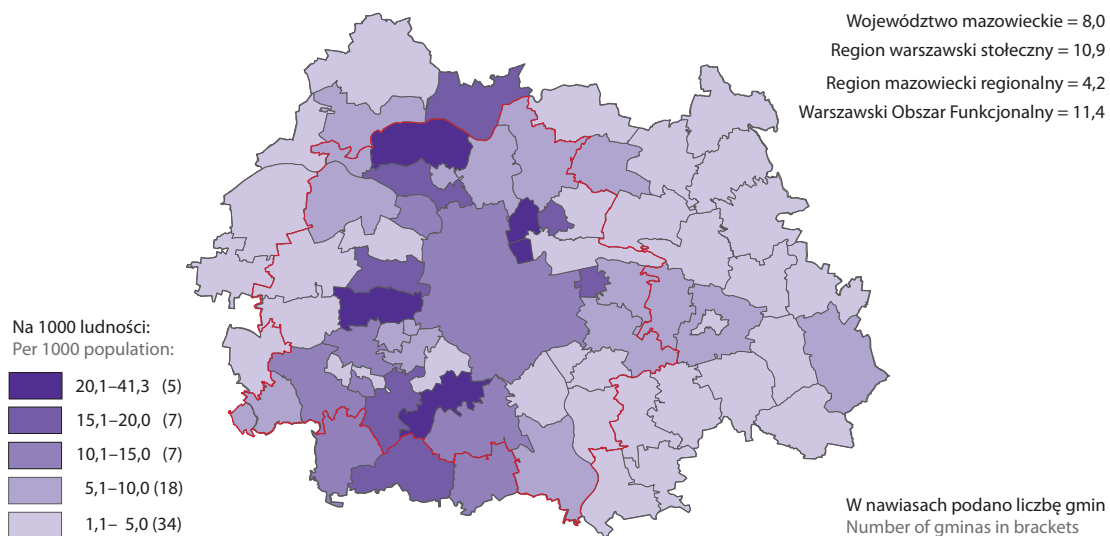 Województwo mazowieckie = 8,0
Region warszawski stołeczny = 10,9
Region mazowiecki regionalny = 4,2
Warszawski Obszar Funkcjonalny = 11,4
Na 1000 ludności:
Per 1000 population:
20,1–41,3 (5)
15,1–20,0 (7)
10,1–15,0 (7)
5,1–10,0 (18)
1,1– 5,0 (34)
W nawiasach podano liczbę gmin
Number of gminas in brackets